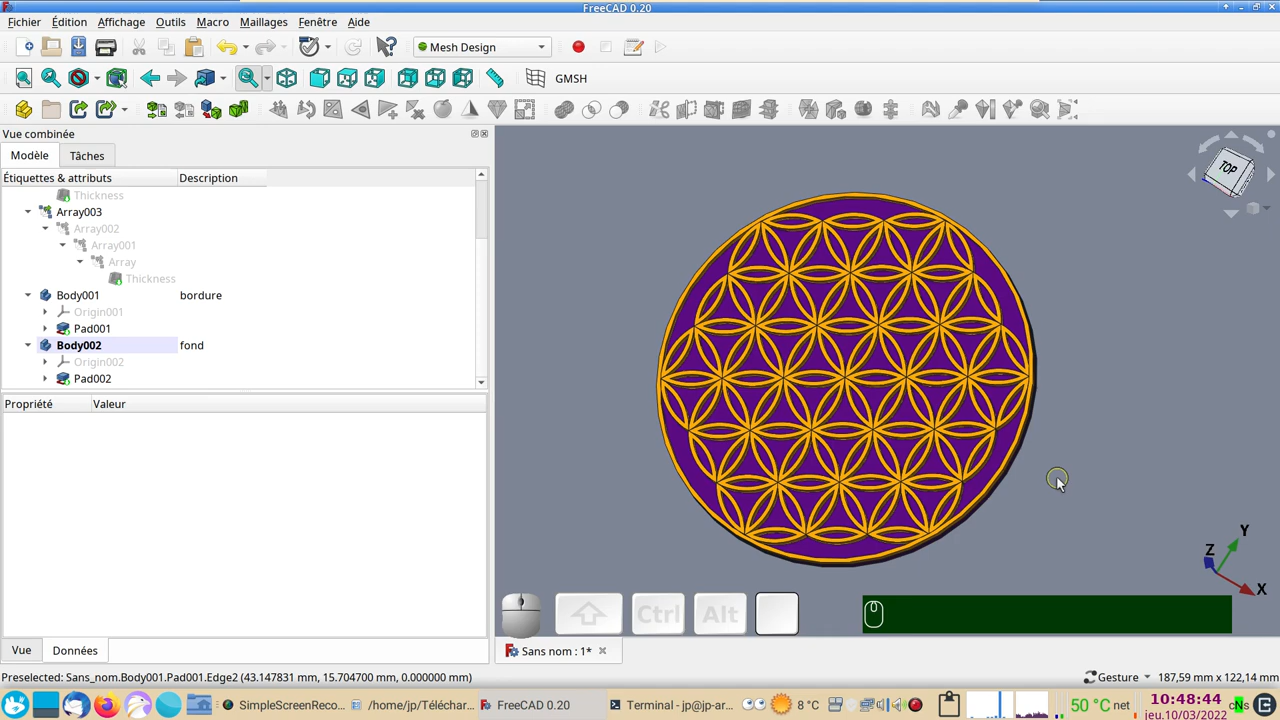 FreeCAD 0.20
Fichier Édition Affichage Outils Macro Maillages Fenêtre Aide
Mesh Design
GMSH
Vue combinée
Modèle Tâches
Étiquettes & attributs Description
Thickness
Array003
Array002
Array001
Array
Thickness
Body001 bordure
Origin001
Pad001
Body002 fond
Origin002
Pad002
Propriété Valeur
TOP
Y
Z
X
Ctrl Alt
Vue Données
Sans nom : 1*
Preselected: Sans_nom.Body001.Pad001.Edge2 (43.147831 mm, 15.704700 mm, 0.000000 mm)
Gesture 187,59 mm x 122,14 mm
SimpleScreenReco... /home/jp/Téléchar... FreeCAD 0.20 Terminal - jp@jp-ar... 8 °C 50 °C net 10:48:44
jeu.10/03/2022